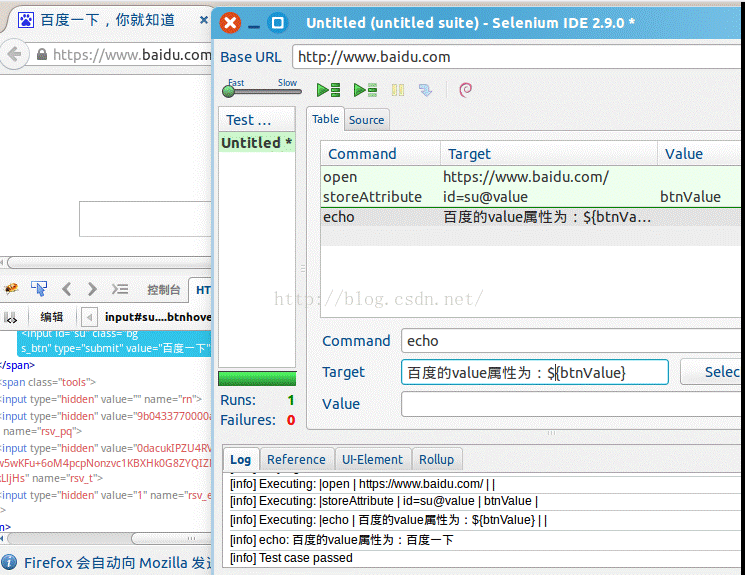 百度一下，你就知道 ×
Untitled (untitled suite) - Selenium IDE 2.9.0 *
https://www.baidu.com
Base URL http://www.baidu.com
Fast Slow
Test ...
Untitled *
Table Source
Command Target Value
open https://www.baidu.com/
storeAttribute id=su@value btnValue
echo 百度的value属性为：${btnVa...
http://blog.csdn.net/
控制台 HT
编辑 input#su....btnhove
<input id="su" class="bg
s_btn" type="submit" value="百度一下"
</span>
<span class="tools">
<input type="hidden" value="" name="rn">
<input type="hidden" value="9b0433770000
name="rsv_pq">
<input type="hidden" value="0dacukIPZU4RV
name="rsv_t">
<input type="hidden" value="1" name="rsv_e
>
Command echo
Target 百度的value属性为：${btnValue} Selec
Value
Runs: 1
Failures: 0
Log Reference UI-Element Rollup
[info] Executing: |open | https://www.baidu.com/ | |
[info] Executing: |storeAttribute | id=su@value | btnValue |
[info] Executing: |echo | 百度的value属性为：${btnValue} | |
[info] echo: 百度的value属性为：百度一下
[info] Test case passed
Firefox 会自动向 Mozilla 发送